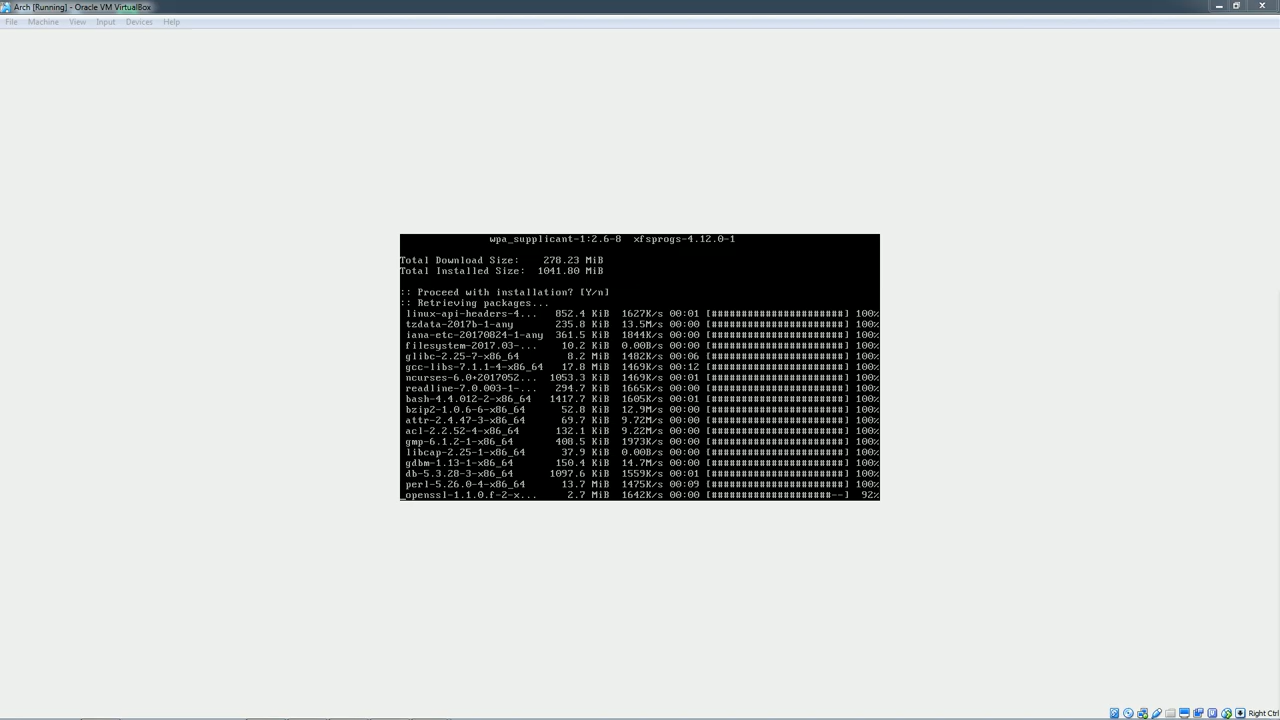 Arch [Running] - Oracle VM VirtualBox
File Machine View Input Devices Help
wpa_supplicant-1:2.6-8 xfsprogs-4.12.0-1
Total Download Size: 278.23 MiB
Total Installed Size: 1041.80 MiB
:: Proceed with installation? [Y/n]
:: Retrieving packages...
linux-api-headers-4... 852.4 KiB 1627K/s 00:01 [######################] 100%
tzdata-2017b-1-any 235.8 KiB 13.5M/s 00:00 [######################] 100%
iana-etc-20170824-1-any 361.5 KiB 1844K/s 00:00 [######################] 100%
filesystem-2017.03-... 10.2 KiB 0.00B/s 00:00 [######################] 100%
glibc-2.25-7-x86_64 8.2 MiB 1482K/s 00:06 [######################] 100%
gcc-libs-7.1.1-4-x86_64 17.8 MiB 1469K/s 00:12 [######################] 100%
ncurses-6.0+2017052... 1053.3 KiB 1469K/s 00:01 [######################] 100%
readline-7.0.003-1-... 294.7 KiB 1665K/s 00:00 [######################] 100%
bash-4.4.012-2-x86_64 1417.7 KiB 1605K/s 00:01 [######################] 100%
bzip2-1.0.6-6-x86_64 52.8 KiB 12.9M/s 00:00 [######################] 100%
attr-2.4.47-3-x86_64 69.7 KiB 9.72M/s 00:00 [######################] 100%
acl-2.2.52-4-x86_64 132.1 KiB 9.22M/s 00:00 [######################] 100%
gmp-6.1.2-1-x86_64 408.5 KiB 1973K/s 00:00 [######################] 100%
libcap-2.25-1-x86_64 37.9 KiB 0.00B/s 00:00 [######################] 100%
gdbm-1.13-1-x86_64 150.4 KiB 14.7M/s 00:00 [######################] 100%
db-5.3.28-3-x86_64 1097.6 KiB 1559K/s 00:01 [######################] 100%
perl-5.26.0-4-x86_64 13.7 MiB 1475K/s 00:09 [######################] 100%
openssl-1.1.0.f-2-x... 2.7 MiB 1642K/s 00:00 [####################--] 92%
Right Ctrl